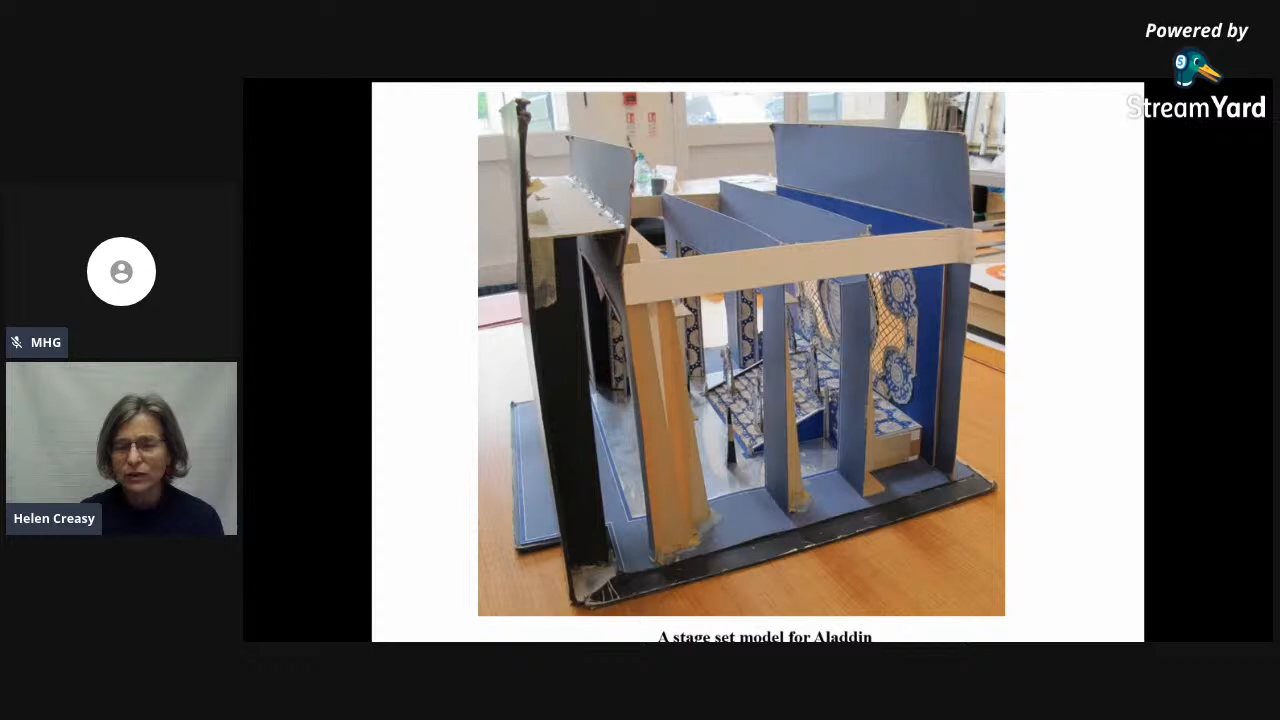 Powered by
StreamYard
MHG
Helen Creasy
A stage set model for Aladdin